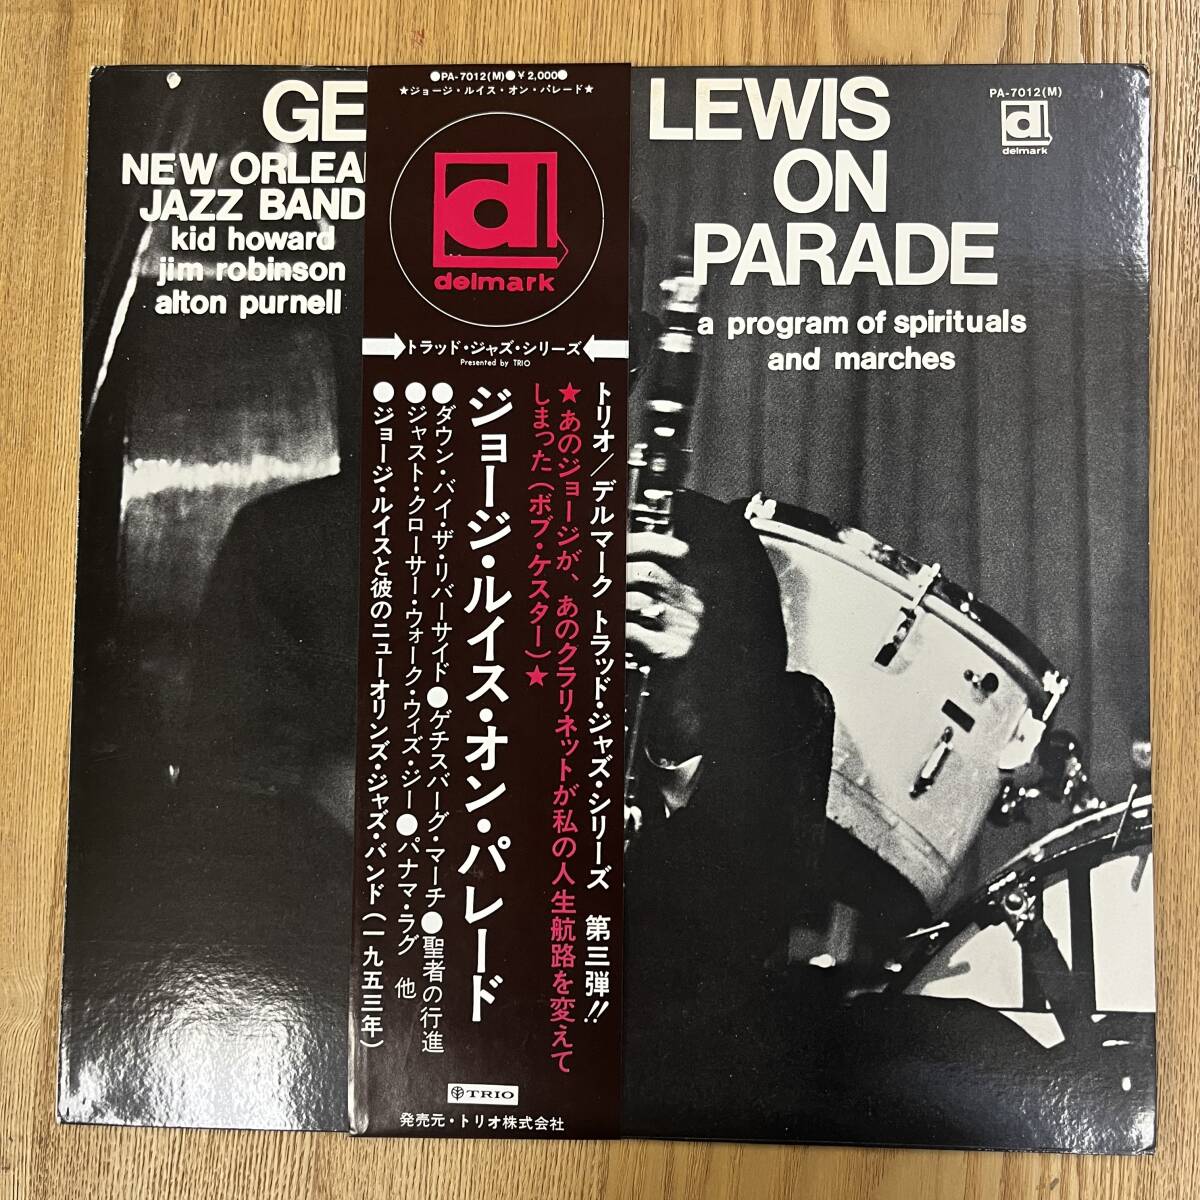 GE
NEW ORLEA
JAZZ BAND
kid howard
jim robinson
alton purnell
●PA-7012(M)●¥2,000●
★ジョージ・ルイス・オン・パレード★
d
delmark
トラッド・ジャズ・シリーズ
Presented by TRIO
トリオ/デルマーク トラッド・ジャズ・シリーズ 第三弾!!
★あのジョージが、あのクラリネットが私の人生航路を変えて
しまった(ボブ・ケスター)★
ジョージ・ルイス・オン・パレード
●ダウン・バイ・ザ・リバーサイド●ゲチスバーグ・マーチ●聖者の行進
●ジャスト・クローサー・ウォーク・ウィズ・ジー●パナマ・ラグ 他
●ジョージ・ルイスと彼のニューオリンズ・ジャズ・バンド(一九五三年)
TRIO
発売元・トリオ株式会社
LEWIS
ON
PARADE
a program of spirituals
and marches
PA-7012(M)
d
delmark